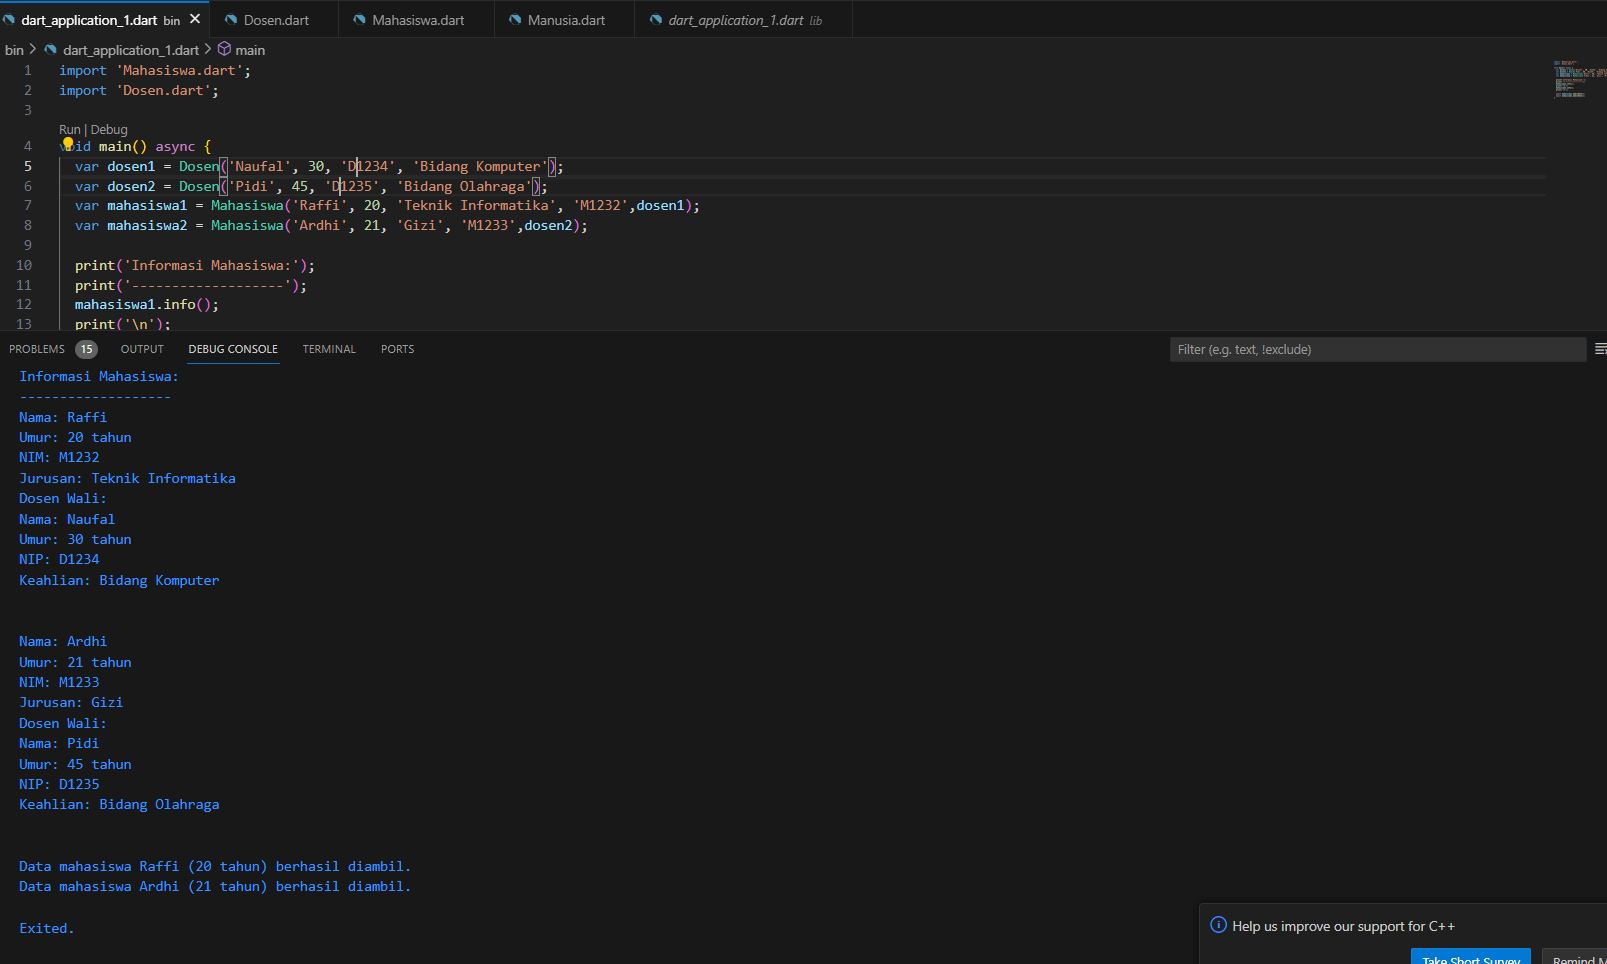 dart_application_1.dart bin
Dosen.dart
Mahasiswa.dart
Manusia.dart
dart_application_1.dart lib
bin > dart_application_1.dart > main
1 import 'Mahasiswa.dart';
2 import 'Dosen.dart';
3
Run | Debug
4 void main() async {
5 var dosen1 = Dosen('Naufal', 30, 'D1234', 'Bidang Komputer');
6 var dosen2 = Dosen('Pidi', 45, 'D1235', 'Bidang Olahraga');
7 var mahasiswa1 = Mahasiswa('Raffi', 20, 'Teknik Informatika', 'M1232',dosen1);
8 var mahasiswa2 = Mahasiswa('Ardhi', 21, 'Gizi', 'M1233',dosen2);
9
10 print('Informasi Mahasiswa:');
11 print('-------------------');
12 mahasiswa1.info();
13 print('\n');
PROBLEMS 15 OUTPUT DEBUG CONSOLE TERMINAL PORTS
Filter (e.g. text, !exclude)
Informasi Mahasiswa:
-------------------
Nama: Raffi
Umur: 20 tahun
NIM: M1232
Jurusan: Teknik Informatika
Dosen Wali:
Nama: Naufal
Umur: 30 tahun
NIP: D1234
Keahlian: Bidang Komputer
Nama: Ardhi
Umur: 21 tahun
NIM: M1233
Jurusan: Gizi
Dosen Wali:
Nama: Pidi
Umur: 45 tahun
NIP: D1235
Keahlian: Bidang Olahraga
Data mahasiswa Raffi (20 tahun) berhasil diambil.
Data mahasiswa Ardhi (21 tahun) berhasil diambil.
Exited.
Help us improve our support for C++
Take Short Survey
Remind M